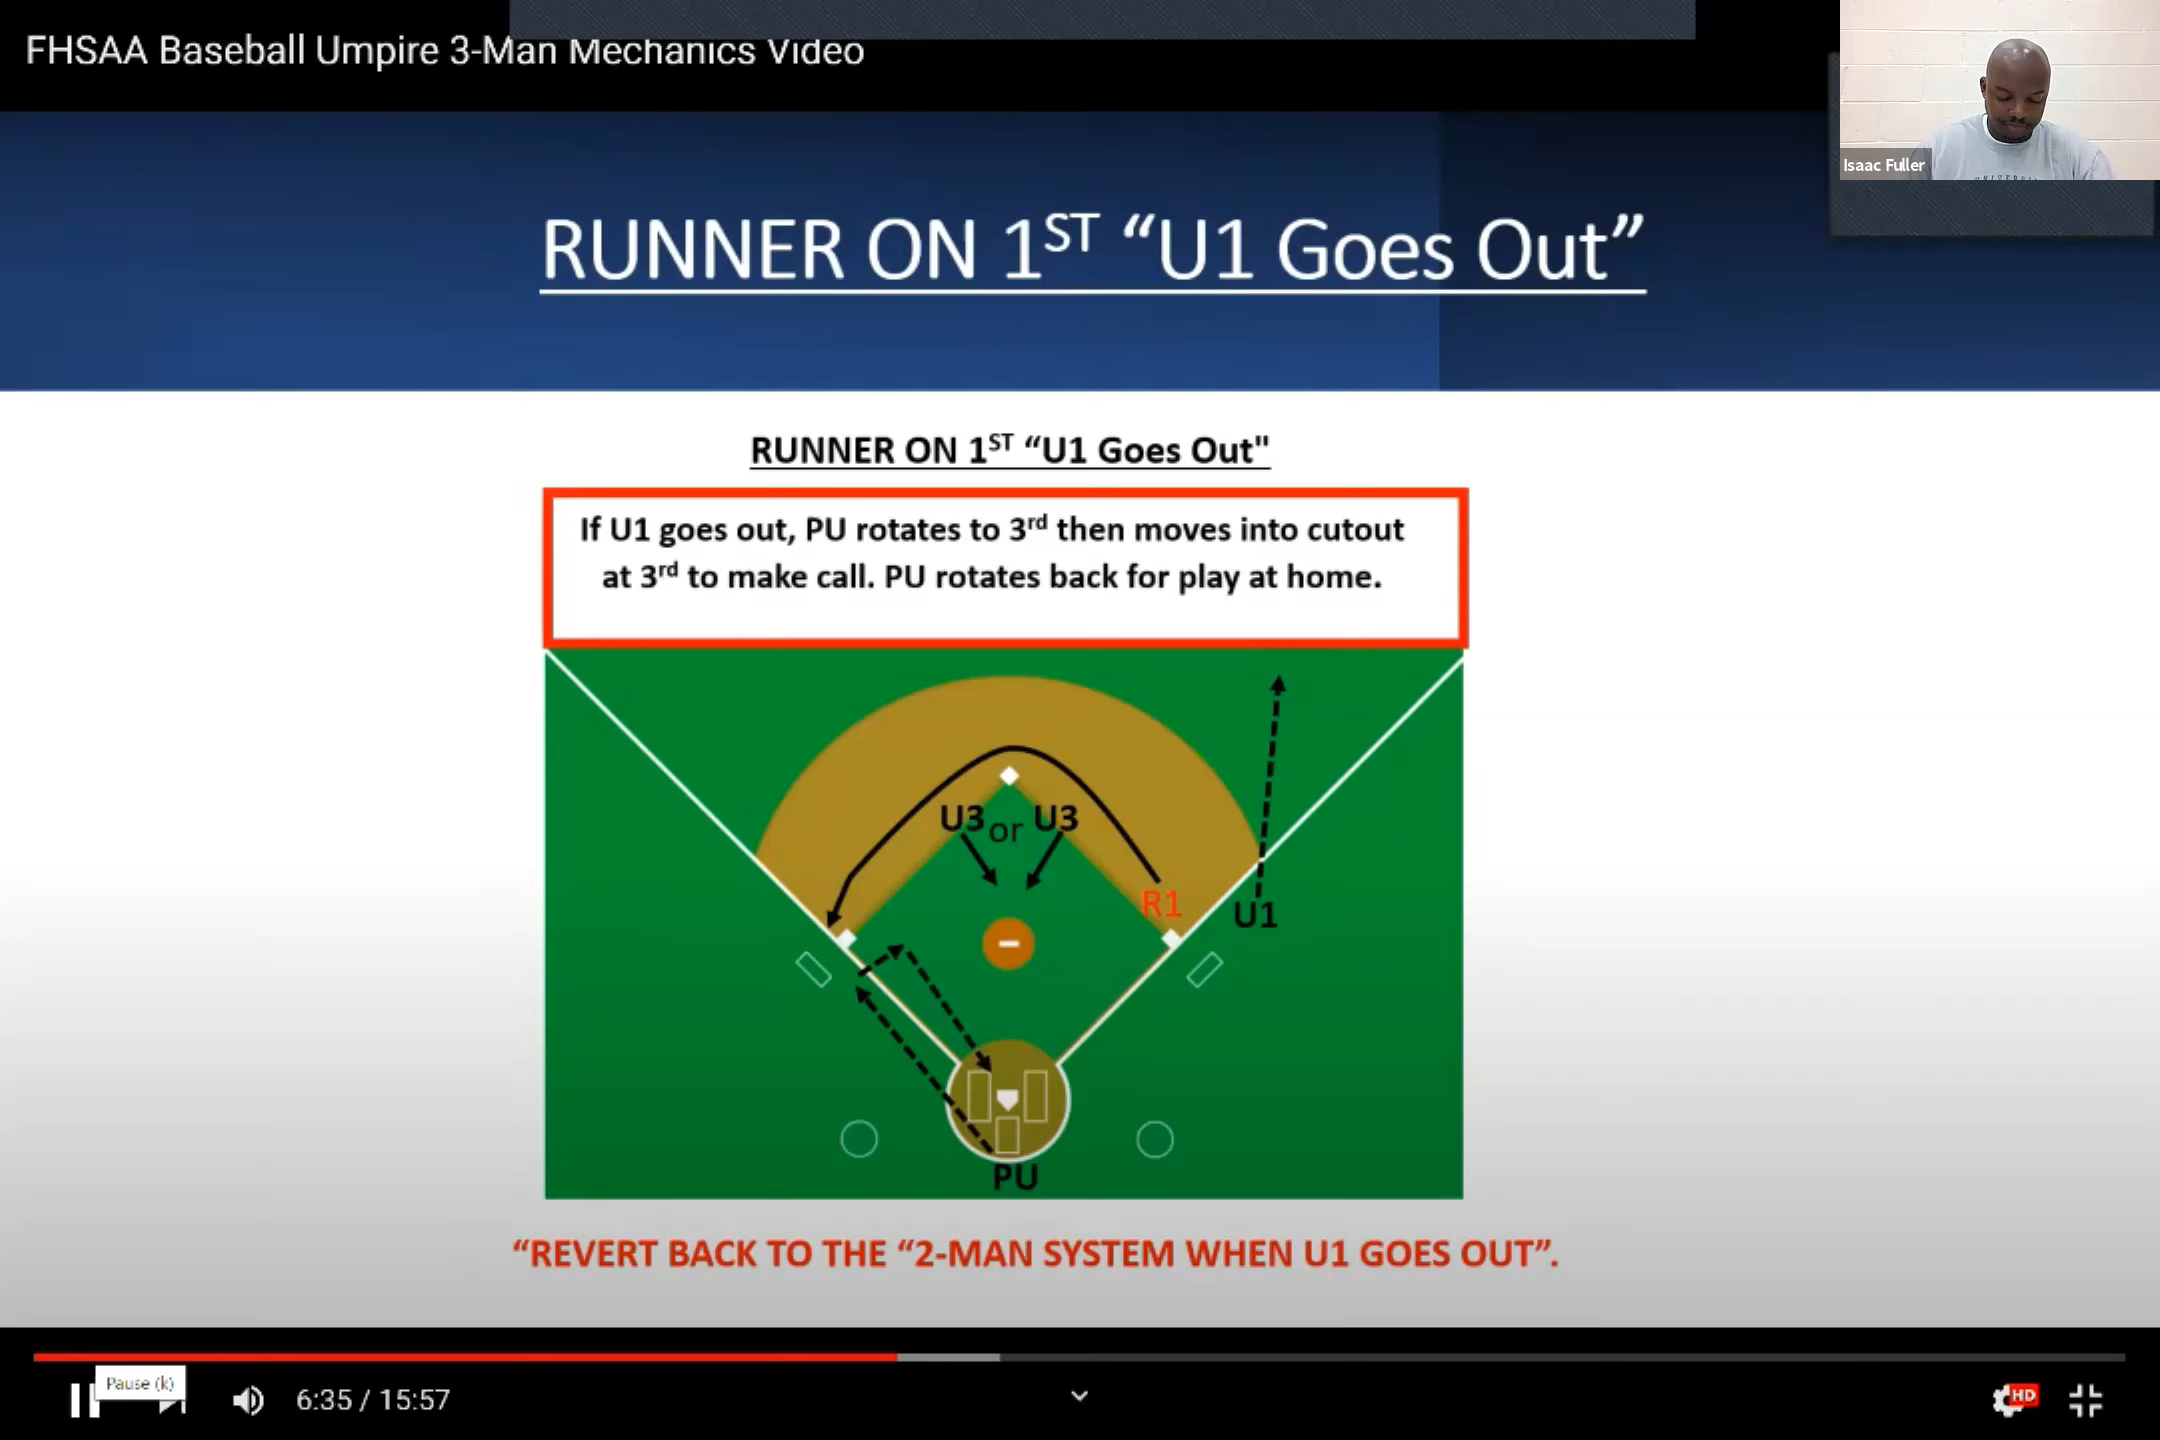 FHSAA Baseball Umpire 3-Man Mechanics Video
Isaac Fuller
RUNNER ON 1ST “U1 Goes Out”
RUNNER ON 1ST “U1 Goes Out"
If U1 goes out, PU rotates to 3rd then moves into cutout
at 3rd to make call. PU rotates back for play at home.
U3 or U3
R1
U1
PU
“REVERT BACK TO THE “2-MAN SYSTEM WHEN U1 GOES OUT”.
Pause (k)
6:35 / 15:57
HD